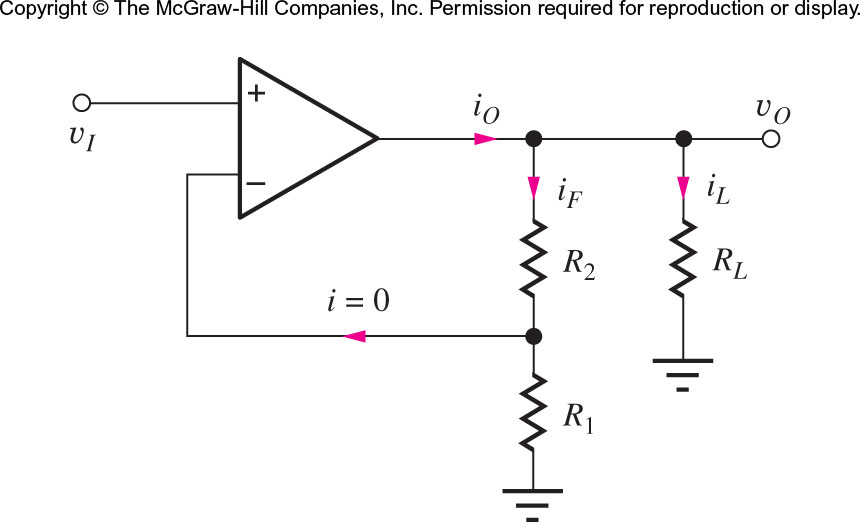 Copyright © The McGraw-Hill Companies, Inc. Permission required for reproduction or display.
+
−
v_I
i_O
v_O
i_F
i_L
R_2
R_L
i = 0
R_1